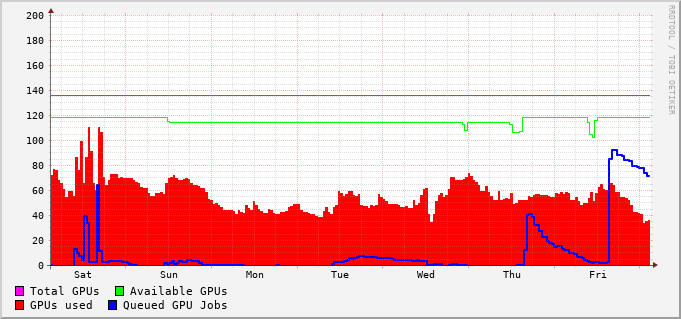 RRDTOOL / TOBI OETIKER
200
180
160
140
120
100
80
60
40
20
0
Sat Sun Mon Tue Wed Thu Fri
Total GPUs Available GPUs
GPUs used Queued GPU Jobs